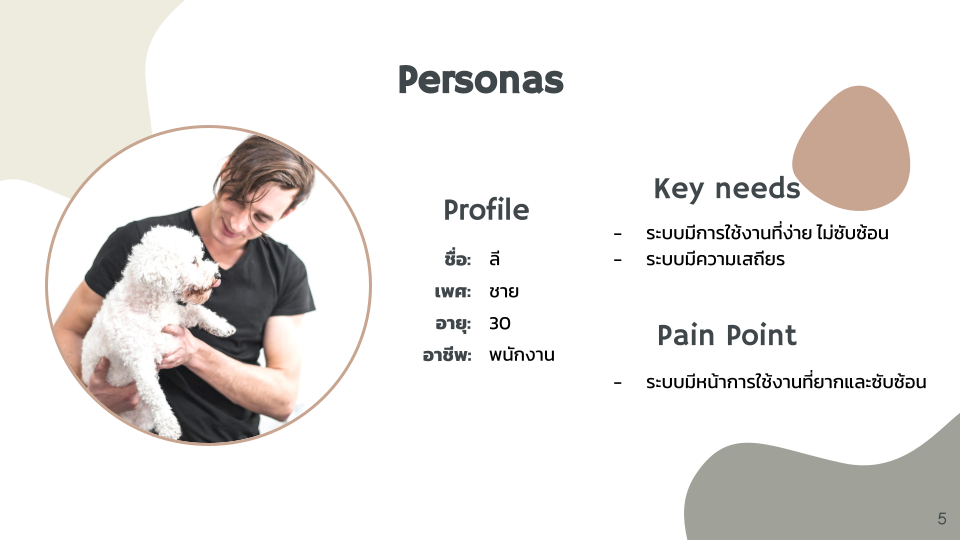 Personas
Profile
ชื่อ: ลี
เพศ: ชาย
อายุ: 30
อาชีพ: พนักงาน
Key needs
- ระบบมีการใช้งานที่ง่าย ไม่ซับซ้อน
- ระบบมีความเสถียร
Pain Point
- ระบบมีหน้าการใช้งานที่ยากและซับซ้อน
5